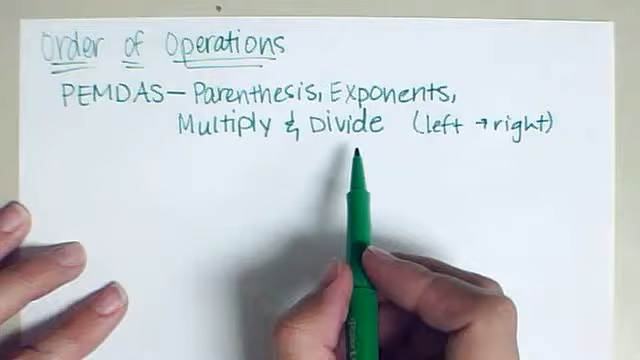 Order of Operations
PEMDAS — Parenthesis, Exponents,
Multiply & Divide (left → right)